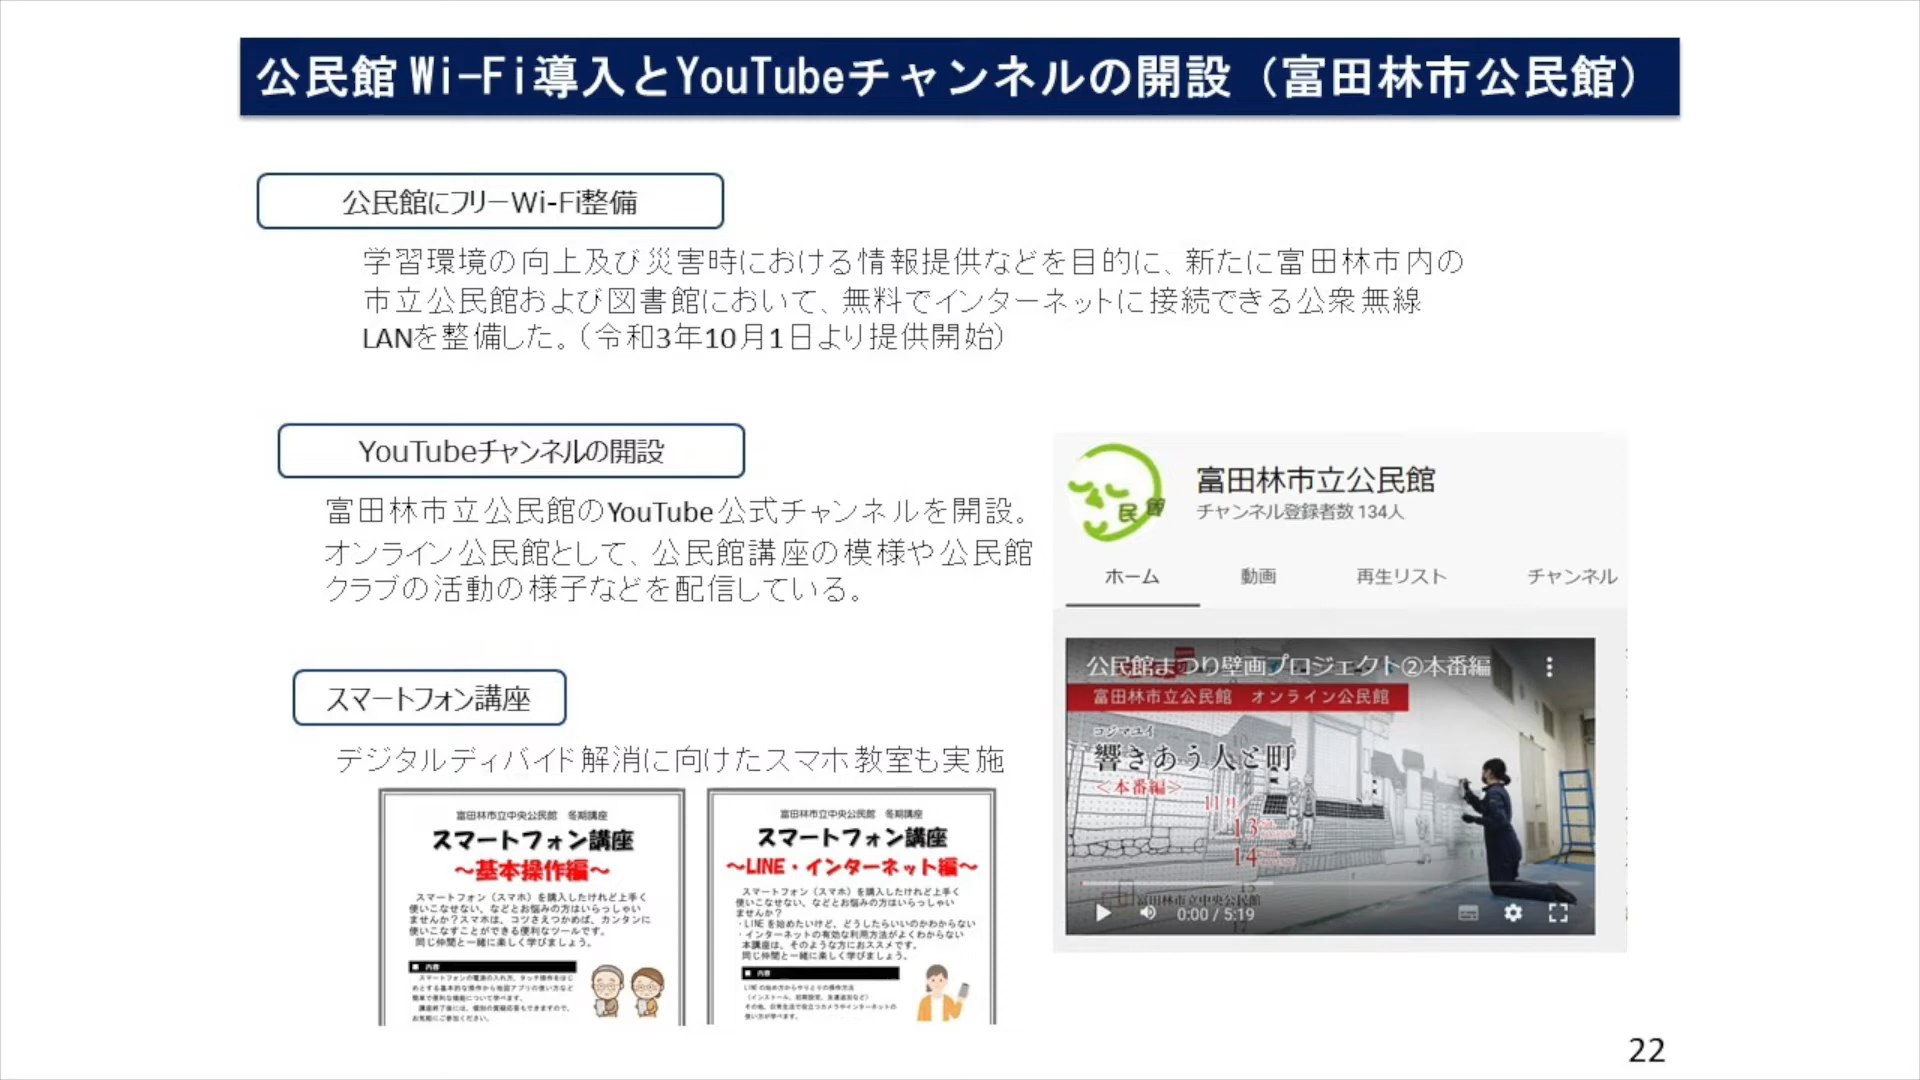 公民館Wi-Fi導入とYouTubeチャンネルの開設（富田林市公民館）
公民館にフリーWi-Fi整備
学習環境の向上及び災害時における情報提供などを目的に、新たに富田林市内の
市立公民館および図書館において、無料でインターネットに接続できる公衆無線
LANを整備した。（令和3年10月1日より提供開始）
YouTubeチャンネルの開設
富田林市立公民館のYouTube公式チャンネルを開設。
オンライン公民館として、公民館講座の模様や公民館
クラブの活動の様子などを配信している。
スマートフォン講座
デジタルディバイド解消に向けたスマホ教室も実施
富田林市立中央公民館　冬期講座
スマートフォン講座
～基本操作編～
スマートフォン（スマホ）を購入したけれど上手く
使いこなせない、などとお悩みの方はいらっしゃい
ませんか？スマホは、コツさえつかめば、カンタンに
使いこなすことができる便利なツールです。
同じ仲間と一緒に楽しく学びましょう。
■ 内容
スマートフォンの電源の入れ方、タッチ操作をはじ
めとする基本的な操作から地図アプリの使い方など
簡単で便利な機能について学べます。
講座終了後には、個別の質疑応答もできますので、
お気軽にご参加ください。
富田林市立中央公民館　冬期講座
スマートフォン講座
～LINE・インターネット編～
スマートフォン（スマホ）を購入したけれど上手く
使いこなせない、などとお悩みの方はいらっしゃい
ませんか？
・LINEを始めたいけど、どうしたらいいのかわからない
・インターネットの有効な利用方法がよくわからない
本講座は、そのような方におススメです。
同じ仲間と一緒に楽しく学びましょう。
■ 内容
LINEの始め方からやりとりの操作方法
（インストール、初期設定、友達追加など）
その他、日常生活で役立つカメラやインターネットの
使い方が学べます。
民館
富田林市立公民館
チャンネル登録者数 134人
ホーム 動画 再生リスト チャンネル
公民館まつり壁画プロジェクト②本番編
富田林市立公民館　オンライン公民館
コジマユイ
響きあう人と町
＜本番編＞
11月
13
14
富田林市立中央公民館
0:00 / 5:19
22